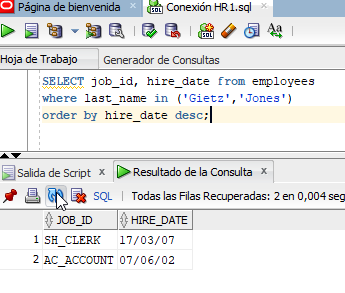 Página de bienvenida × Conexión HR1.sql ×
Hoja de Trabajo Generador de Consultas
SELECT job_id, hire_date from employees
where last_name in ('Gietz','Jones')
order by hire_date desc;
Salida de Script × Resultado de la Consulta ×
SQL | Todas las Filas Recuperadas: 2 en 0,004 seg
JOB_ID HIRE_DATE
1 SH_CLERK 17/03/07
2 AC_ACCOUNT 07/06/02